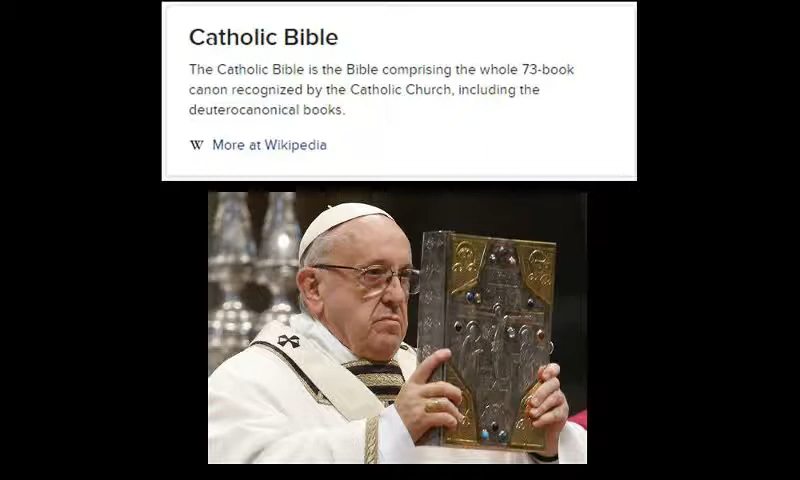 Catholic Bible
The Catholic Bible is the Bible comprising the whole 73-book
canon recognized by the Catholic Church, including the
deuterocanonical books.
W More at Wikipedia